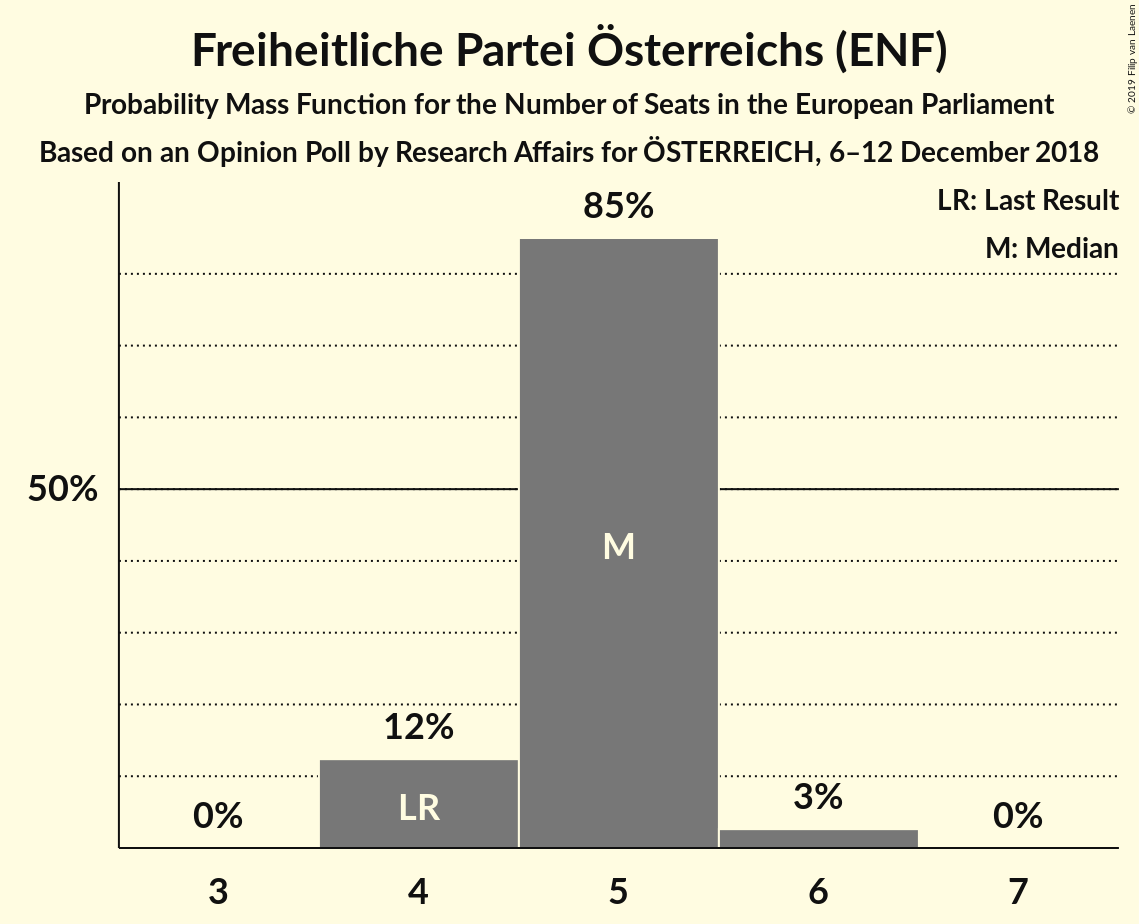 Freiheitliche Partei Österreichs (ENF)
Probability Mass Function for the Number of Seats in the European Parliament
Based on an Opinion Poll by Research Affairs for ÖSTERREICH, 6–12 December 2018
© 2019 Filip van Laenen
LR: Last Result
M: Median
85%
50%
M
12%
LR
0%
3%
0%
3 4 5 6 7